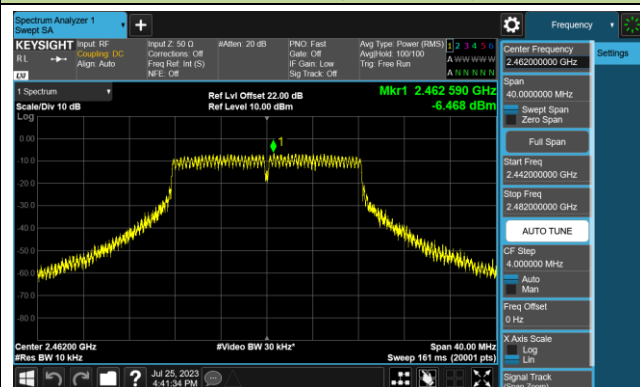 Spectrum Analyzer 1
Swept SA
+
Frequency
KEYSIGHT
RL
LXI
Input: RF
Coupling: DC
Align: Auto
Input Z: 50 Ω
Corrections: Off
Freq Ref: Int (S)
NFE: Off
#Atten: 20 dB
PNO: Fast
Gate: Off
IF Gain: Low
Sig Track: Off
Avg Type: Power (RMS)
Avg|Hold: 100/100
Trig: Free Run
1 2 3 4 5 6
A W W W W W
A N N N N N
Center Frequency
2.462000000 GHz
Settings
Span
40.0000000 MHz
Swept Span
Zero Span
Full Span
Start Freq
2.442000000 GHz
Stop Freq
2.482000000 GHz
AUTO TUNE
CF Step
4.000000 MHz
Auto
Man
Freq Offset
0 Hz
X Axis Scale
Log
Lin
Signal Track
(Span Zoom)
1 Spectrum
Scale/Div 10 dB
Log
Ref Lvl Offset 22.00 dB
Ref Level 10.00 dBm
Mkr1 2.462 590 GHz
-6.468 dBm
1
0.00
-10.0
-20.0
-30.0
-40.0
-50.0
-60.0
-70.0
-80.0
Center 2.46200 GHz
#Res BW 10 kHz
#Video BW 30 kHz*
Span 40.00 MHz
Sweep 161 ms (20001 pts)
?
Jul 25, 2023
4:41:34 PM